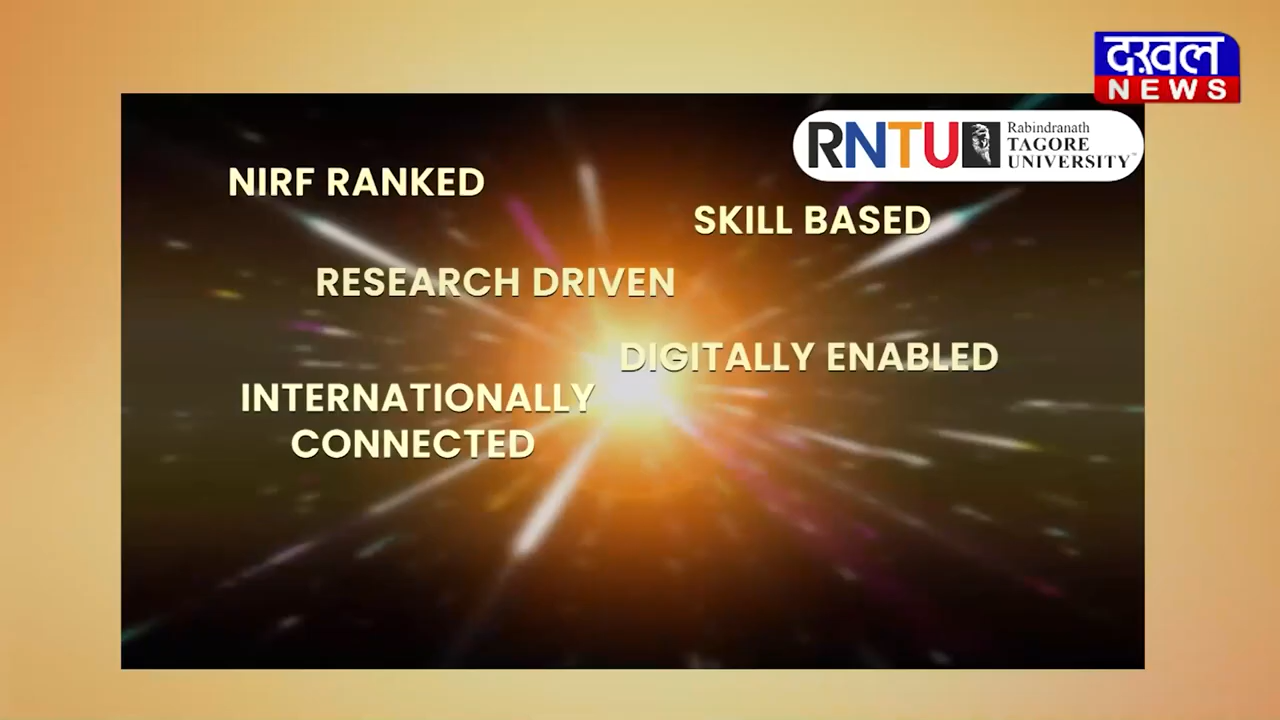 दख़ल
NEWS
RNTU
Rabindranath
TAGORE
UNIVERSITY
NIRF RANKED
SKILL BASED
RESEARCH DRIVEN
DIGITALLY ENABLED
INTERNATIONALLY
CONNECTED